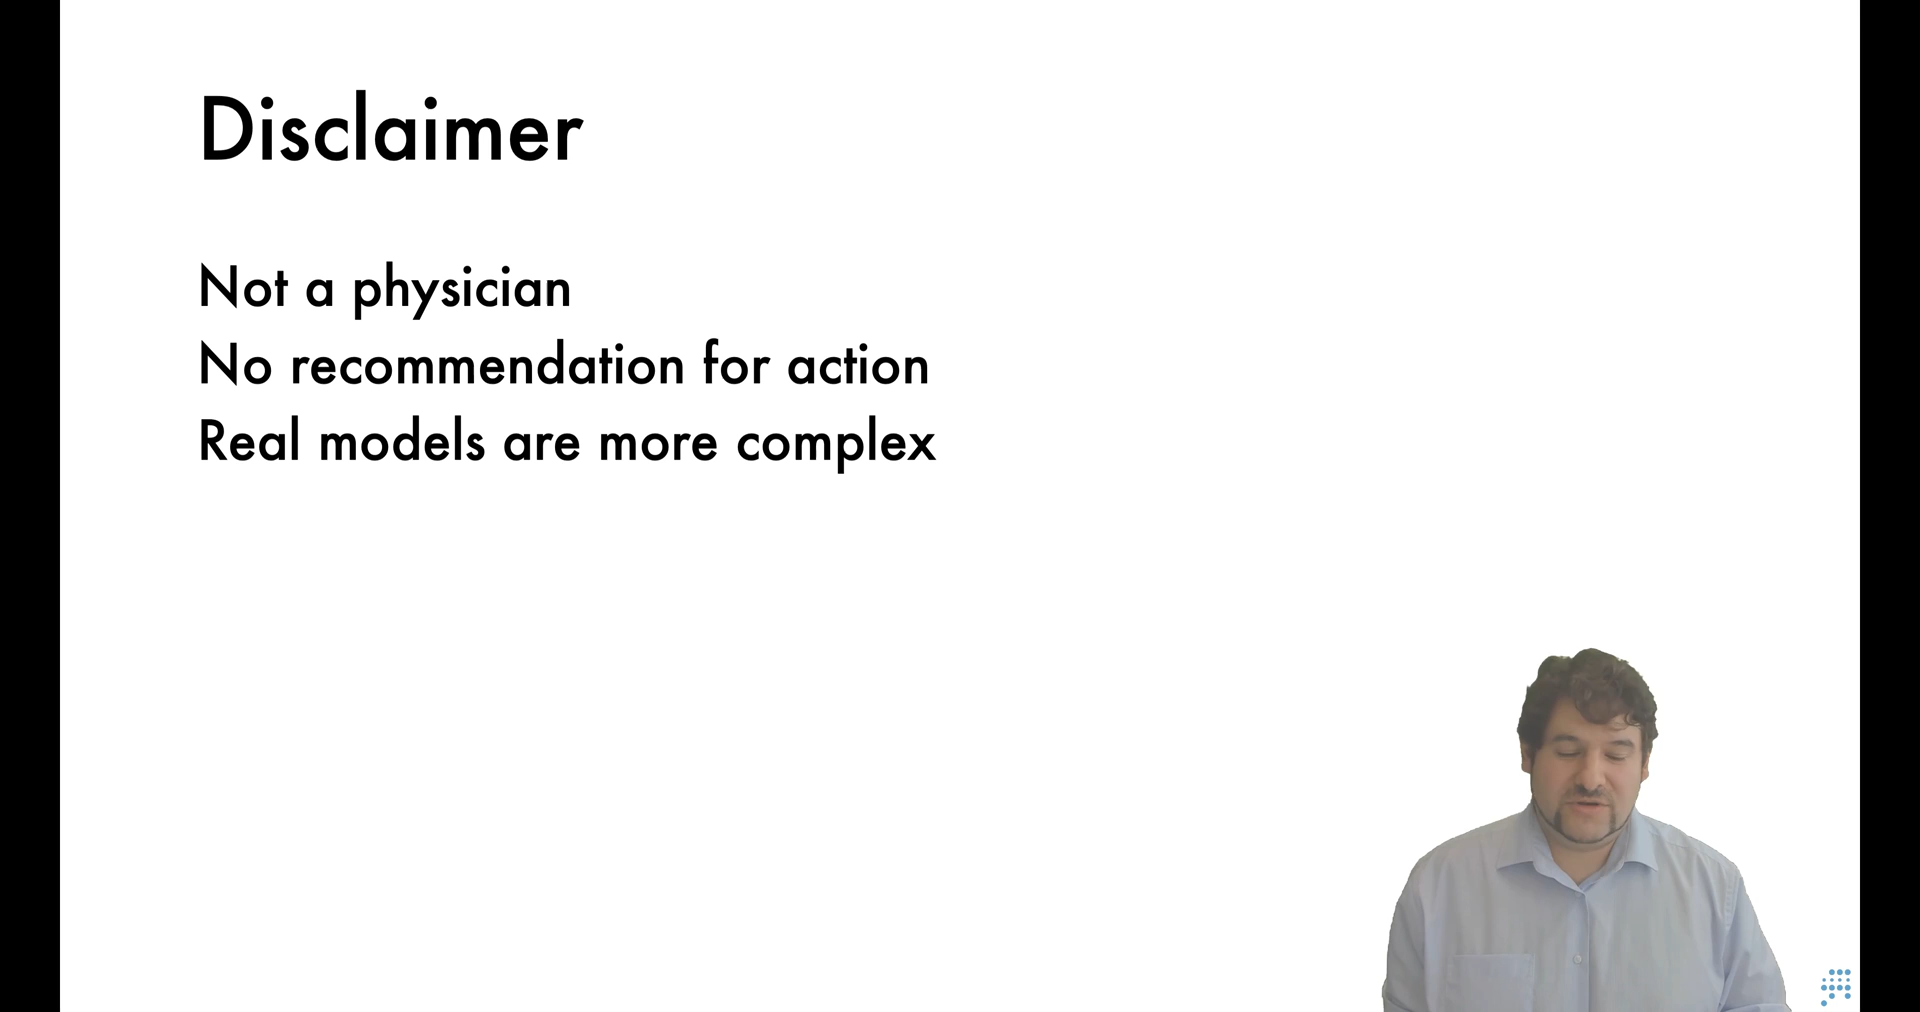 Disclaimer
Not a physician
No recommendation for action
Real models are more complex